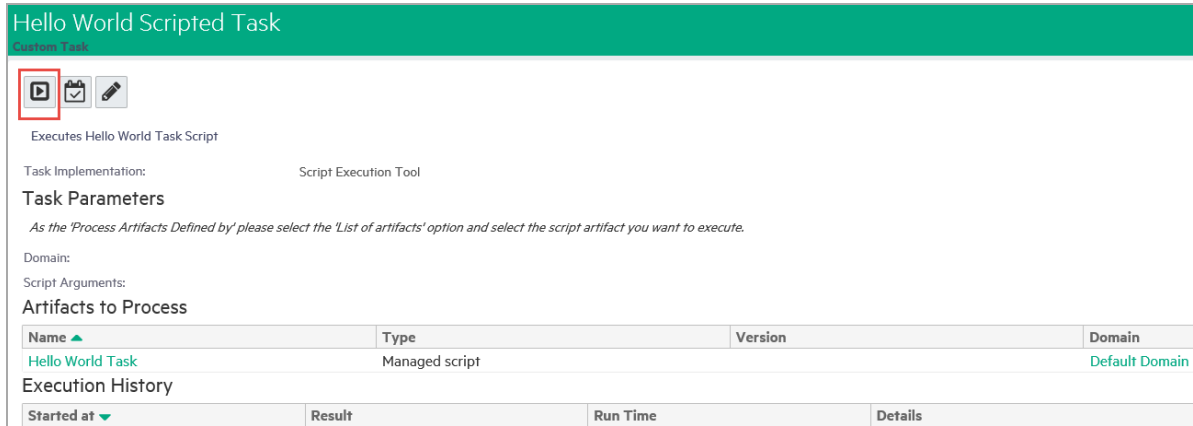 Hello World Scripted Task
Custom Task
Executes Hello World Task Script
Task Implementation: Script Execution Tool
Task Parameters
As the 'Process Artifacts Defined by' please select the 'List of artifacts' option and select the script artifact you want to execute.
Domain:
Script Arguments:
Artifacts to Process
Name Type Version Domain
Hello World Task Managed script Default Domain
Execution History
Started at Result Run Time Details